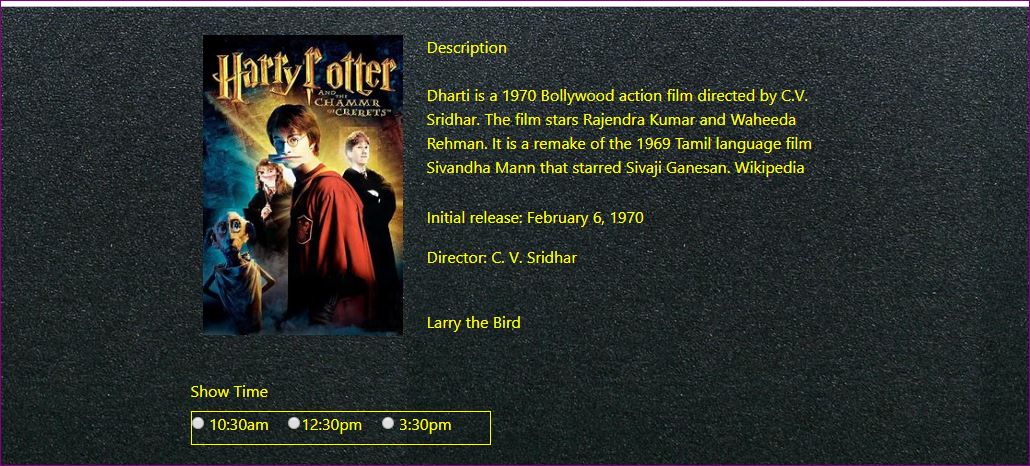 Harry Potter
AND THE
CHAMMR
OF CRERETS™
Description
Dharti is a 1970 Bollywood action film directed by C.V.
Sridhar. The film stars Rajendra Kumar and Waheeda
Rehman. It is a remake of the 1969 Tamil language film
Sivandha Mann that starred Sivaji Ganesan. Wikipedia
Initial release: February 6, 1970
Director: C. V. Sridhar
Larry the Bird
Show Time
10:30am 12:30pm 3:30pm